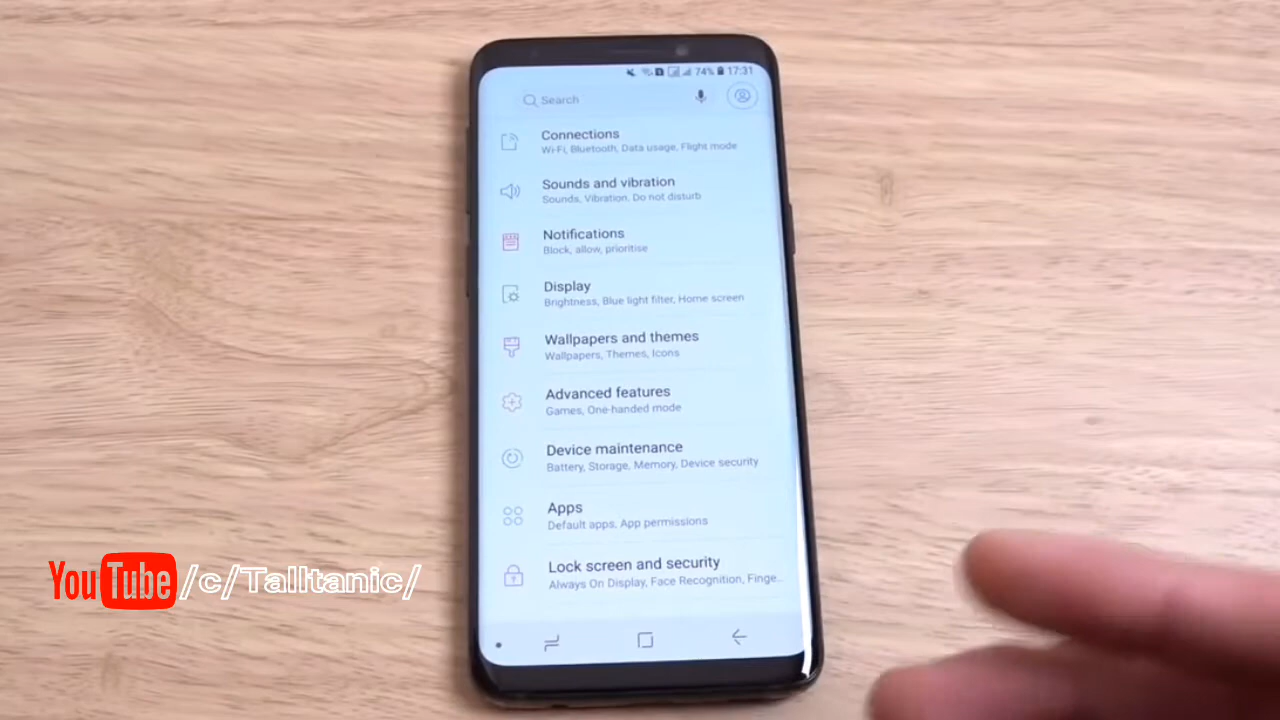 74% 17:31
Search
Connections
Wi-Fi, Bluetooth, Data usage, Flight mode
Sounds and vibration
Sounds, Vibration, Do not disturb
Notifications
Block, allow, prioritise
Display
Brightness, Blue light filter, Home screen
Wallpapers and themes
Wallpapers, Themes, Icons
Advanced features
Games, One-handed mode
Device maintenance
Battery, Storage, Memory, Device security
Apps
Default apps, App permissions
Lock screen and security
Always On Display, Face Recognition, Finge...
YouTube/c/Talltanic/